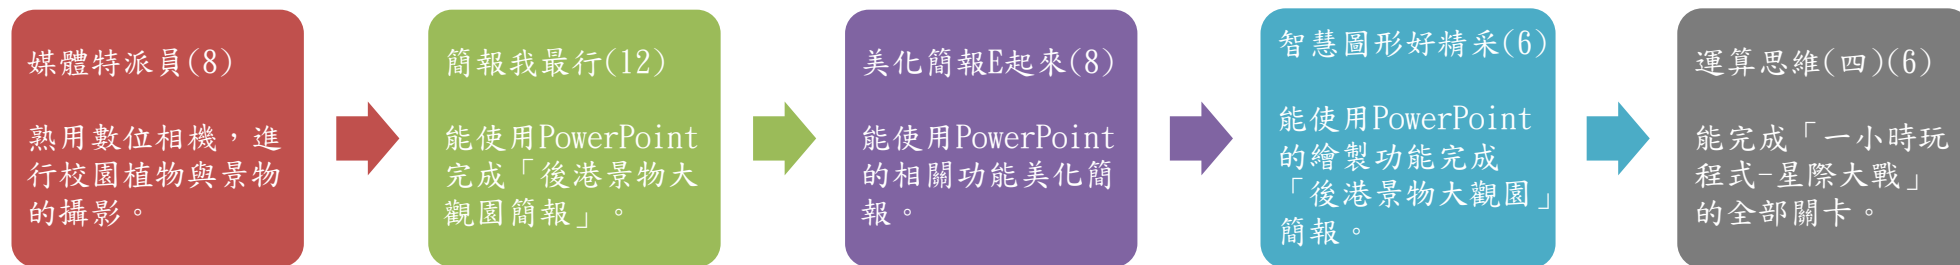 媒體特派員(8)
熟用數位相機，進
行校園植物與景物
的攝影。
簡報我最行(12)
能使用PowerPoint
完成「後港景物大
觀園簡報」。
美化簡報E起來(8)
能使用PowerPoint
的相關功能美化簡
報。
智慧圖形好精采(6)
能使用PowerPoint
的繪製功能完成
「後港景物大觀園」
簡報。
運算思維(四)(6)
能完成「一小時玩
程式-星際大戰」
的全部關卡。